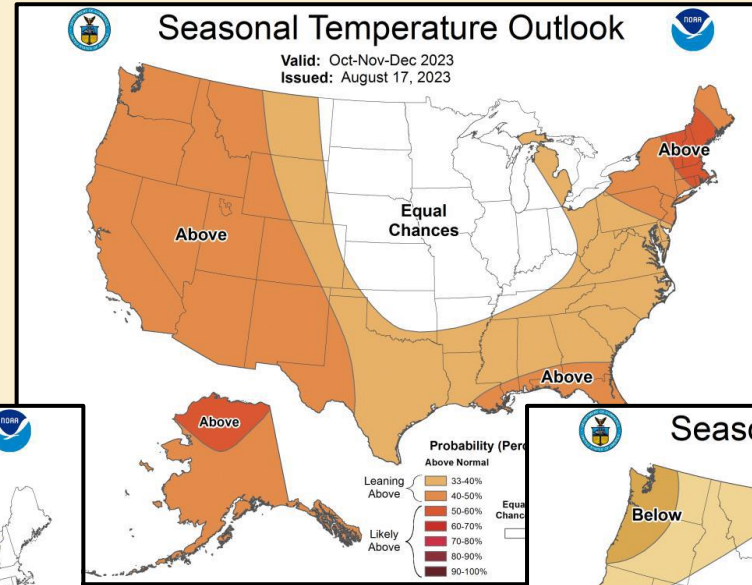 Seasonal Temperature Outlook
NOAA
Valid: Oct-Nov-Dec 2023
Issued: August 17, 2023
Above
Above
Equal
Chances
Above
Above
Probability (Per
Above Normal
Leaning
Above
33-40%
40-50%
Likely
Above
50-60%
60-70%
70-80%
80-90%
90-100%
Equa
Chanc
NOAA
Seaso
Below